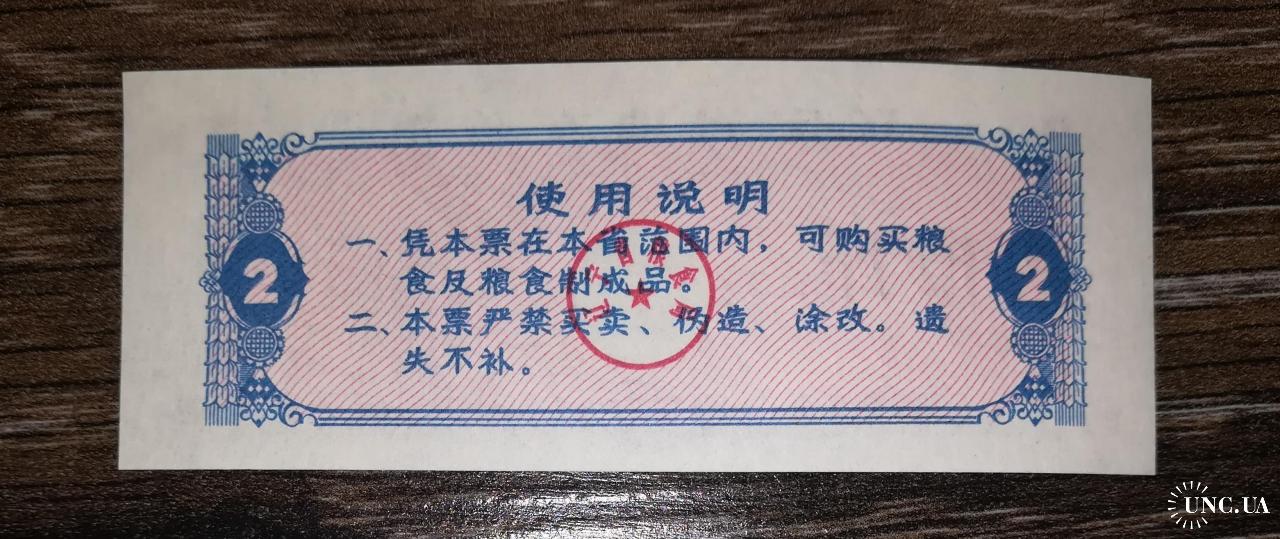 使用说明
一、凭本票在本省范围内，可购买粮
食及粮食制成品。
二、本票严禁买卖、伪造、涂改。遗
失不补。
2
2
UNC.UA